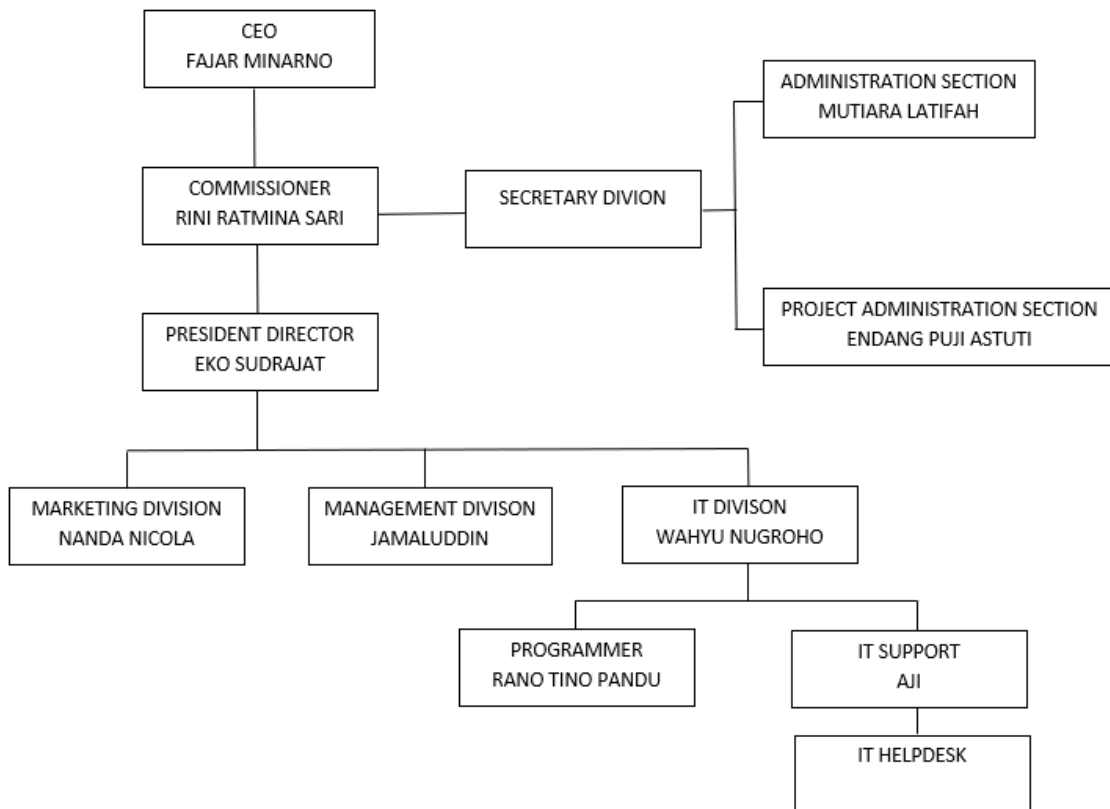 CEO
FAJAR MINARNO
ADMINISTRATION SECTION
MUTIARA LATIFAH
COMMISSIONER
RINI RATMINA SARI
SECRETARY DIVION
PROJECT ADMINISTRATION SECTION
ENDANG PUJI ASTUTI
PRESIDENT DIRECTOR
EKO SUDRAJAT
MARKETING DIVISION
NANDA NICOLA
MANAGEMENT DIVISON
JAMALUDDIN
IT DIVISON
WAHYU NUGROHO
PROGRAMMER
RANO TINO PANDU
IT SUPPORT
AJI
IT HELPDESK